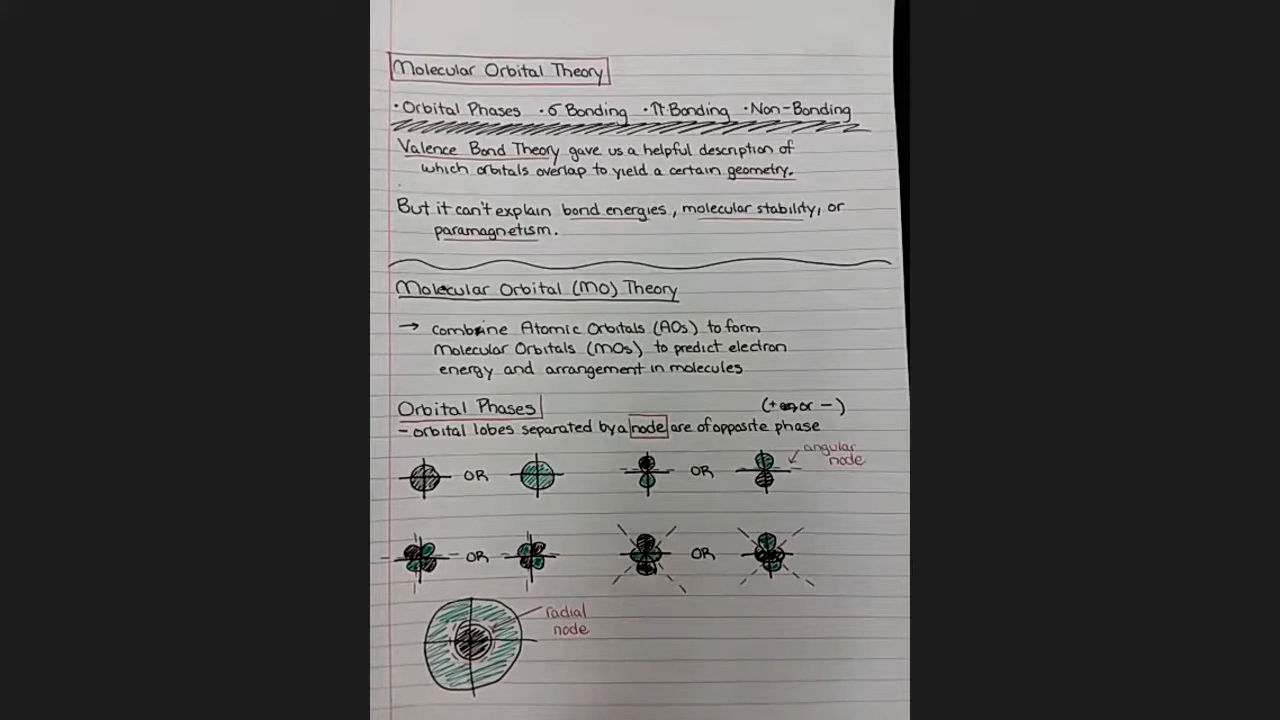 Molecular Orbital Theory
·Orbital Phases ·σ Bonding ·π Bonding ·Non-Bonding
Valence Bond Theory gave us a helpful description of
which orbitals overlap to yield a certain geometry.
But it can't explain bond energies, molecular stability, or
paramagnetism.
Molecular Orbital (MO) Theory
→ combine Atomic Orbitals (AOs) to form
Molecular Orbitals (MOs) to predict electron
energy and arrangement in molecules
Orbital Phases (+ or -)
- orbital lobes separated by a node are of opposite phase
angular
node
OR OR
OR OR
radial
node